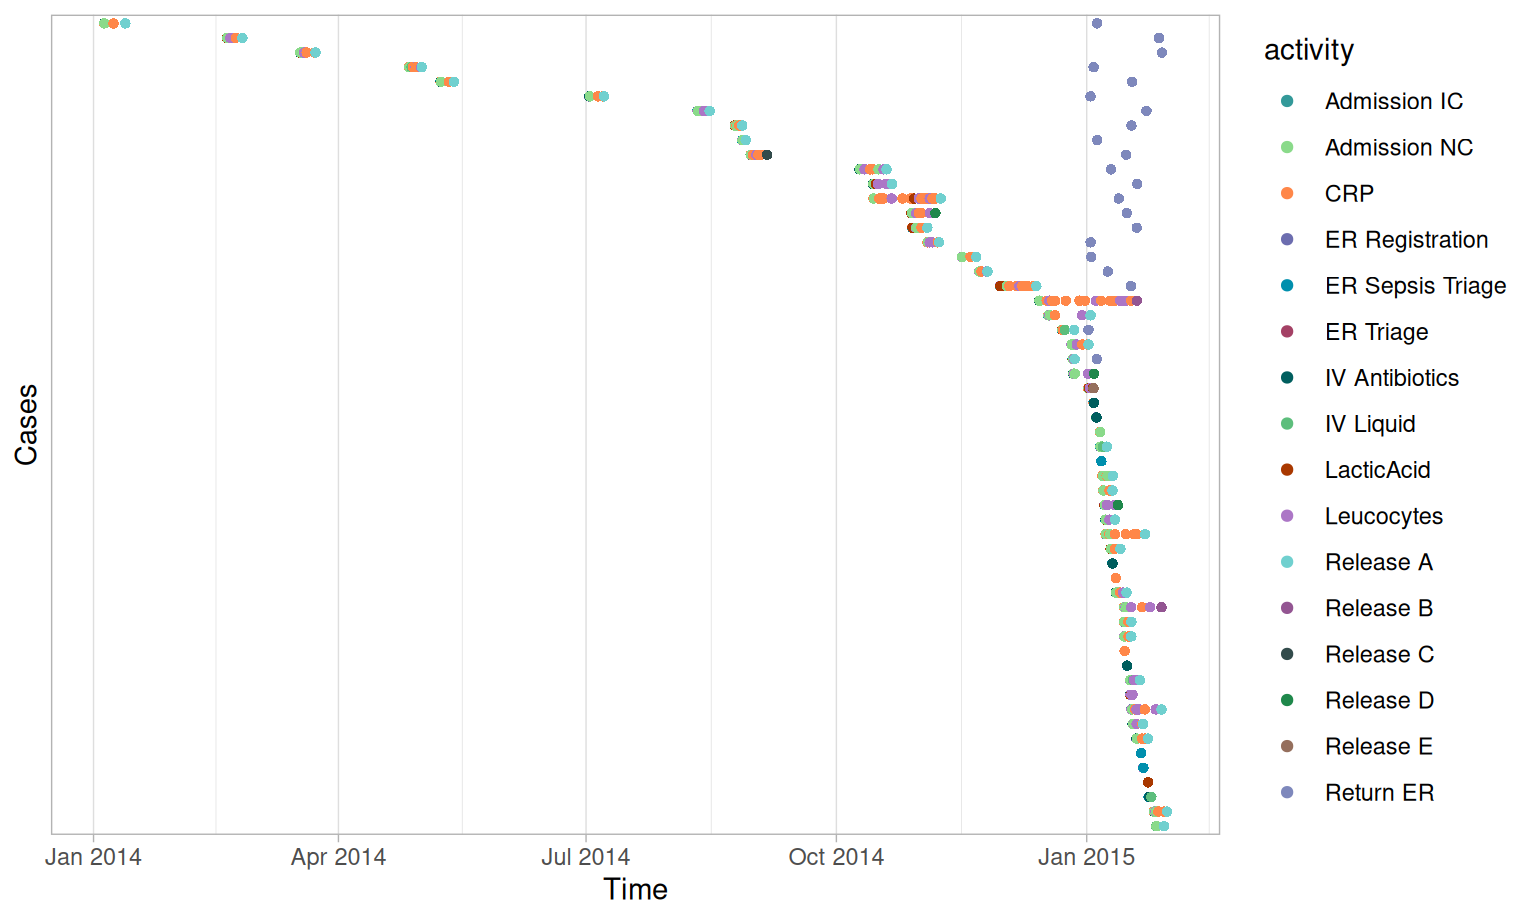 activity
Admission IC
Admission NC
CRP
ER Registration
ER Sepsis Triage
ER Triage
IV Antibiotics
IV Liquid
LacticAcid
Leucocytes
Release A
Release B
Release C
Release D
Release E
Return ER
Cases
Jan 2014 Apr 2014 Jul 2014 Oct 2014 Jan 2015
Time